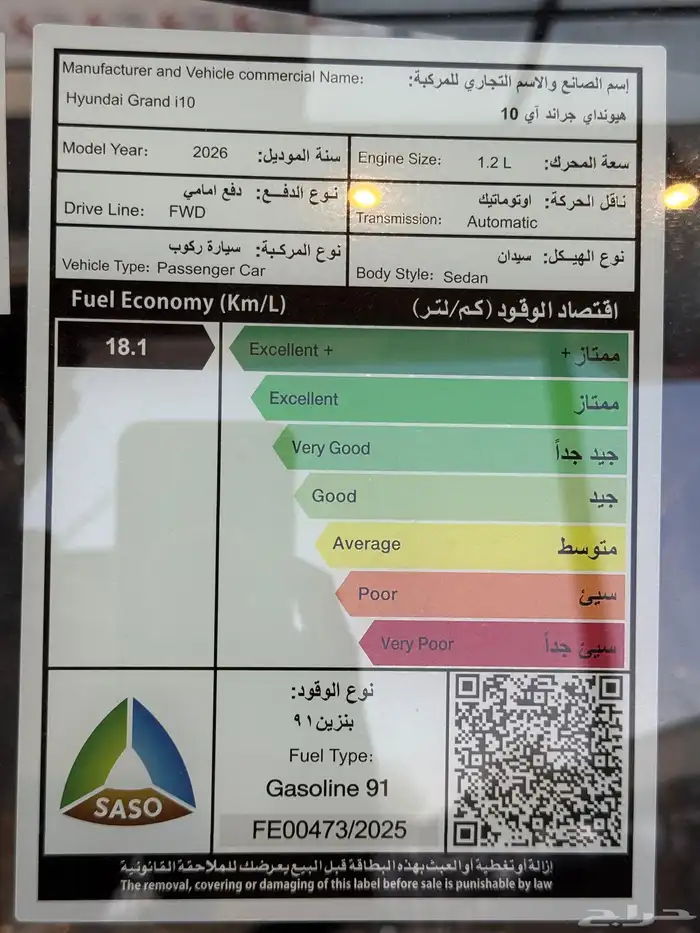 Manufacturer and Vehicle commercial Name:
إسم الصانع والاسم التجاري للمركبة:
Hyundai Grand i10
هيونداي جراند آي 10
Model Year: 2026 سنة الموديل:
Engine Size: 1.2 L سعة المحرك:
نوع الدفع: دفع امامي
Drive Line: FWD
ناقل الحركة: اوتوماتيك
Transmission: Automatic
نوع المركبة: سيارة ركوب
Vehicle Type: Passenger Car
نوع الهيكل: سيدان
Body Style: Sedan
Fuel Economy (Km/L) اقتصاد الوقود (كم/لتر)
18.1
Excellent + ممتاز +
Excellent ممتاز
Very Good جيد جداً
Good جيد
Average متوسط
Poor سيئ
Very Poor سيئ جداً
SASO
نوع الوقود:
بنزين ٩١
Fuel Type:
Gasoline 91
FE00473/2025
إزالة أو تغطية أو العبث بهذه البطاقة قبل البيع يعرضك للملاحقة القانونية
The removal, covering or damaging of this label before sale is punishable by law
حراج